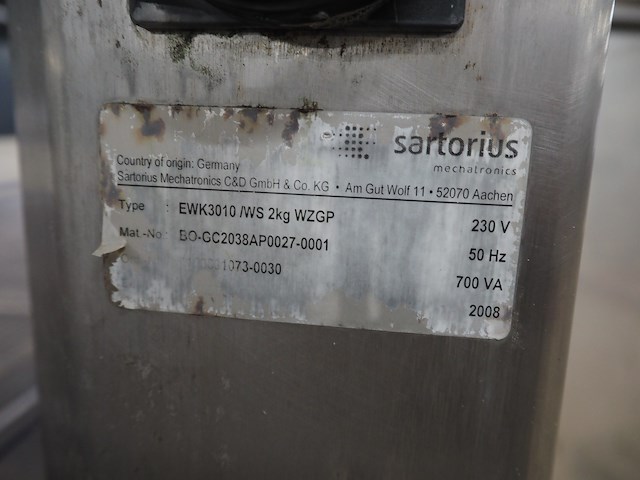 sartorius
mechatronics
Country of origin: Germany
Sartorius Mechatronics C&D GmbH & Co. KG • Am Gut Wolf 11 • 52070 Aachen
Type : EWK3010 /WS 2kg WZGP 230 V
Mat.-No : BO-GC2038AP0027-0001 50 Hz
1073-0030 700 VA
2008